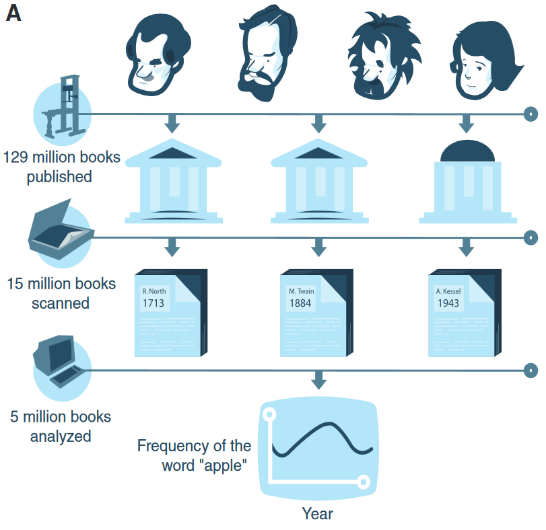 A
129 million books
published
15 million books
scanned
R. North
1713
M. Twain
1884
A. Kessel
1943
5 million books
analyzed
Frequency of the
word "apple"
Year